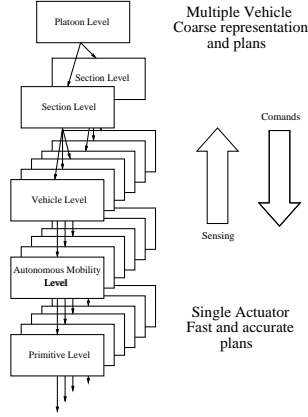 Platoon Level
Multiple Vehicle
Coarse representation
and plans
Section Level
Section Level
Comands
Vehicle Level
Sensing
Autonomous Mobility
Level
Single Actuator
Fast and accurate
plans
Primitive Level